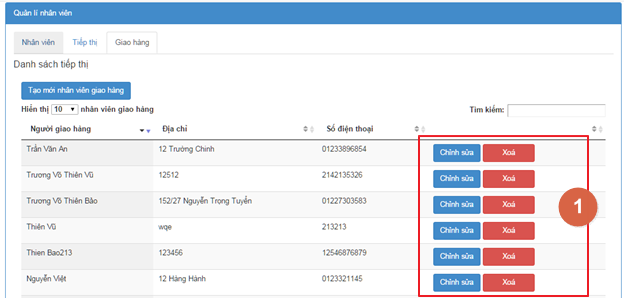 Quản lí nhân viên
Nhân viên Tiếp thị Giao hàng
Danh sách tiếp thị
Tạo mới nhân viên giao hàng
Hiển thị 10 nhân viên giao hàng Tìm kiếm:
Người giao hàng Địa chỉ Số điện thoại
Trần Văn An 12 Trường Chinh 01233896854 Chỉnh sửa Xoá
Trương Võ Thiên Vũ 12512 2142135326 Chỉnh sửa Xoá
Trương Võ Thiên Bảo 152/27 Nguyễn Trong Tuyển 01227303583 Chỉnh sửa Xoá
1
Thiên Vũ wqe 213213 Chỉnh sửa Xoá
Thien Bao213 123456 12546876879 Chỉnh sửa Xoá
Nguyễn Việt 12 Hàng Hành 0123321145 Chỉnh sửa Xoá